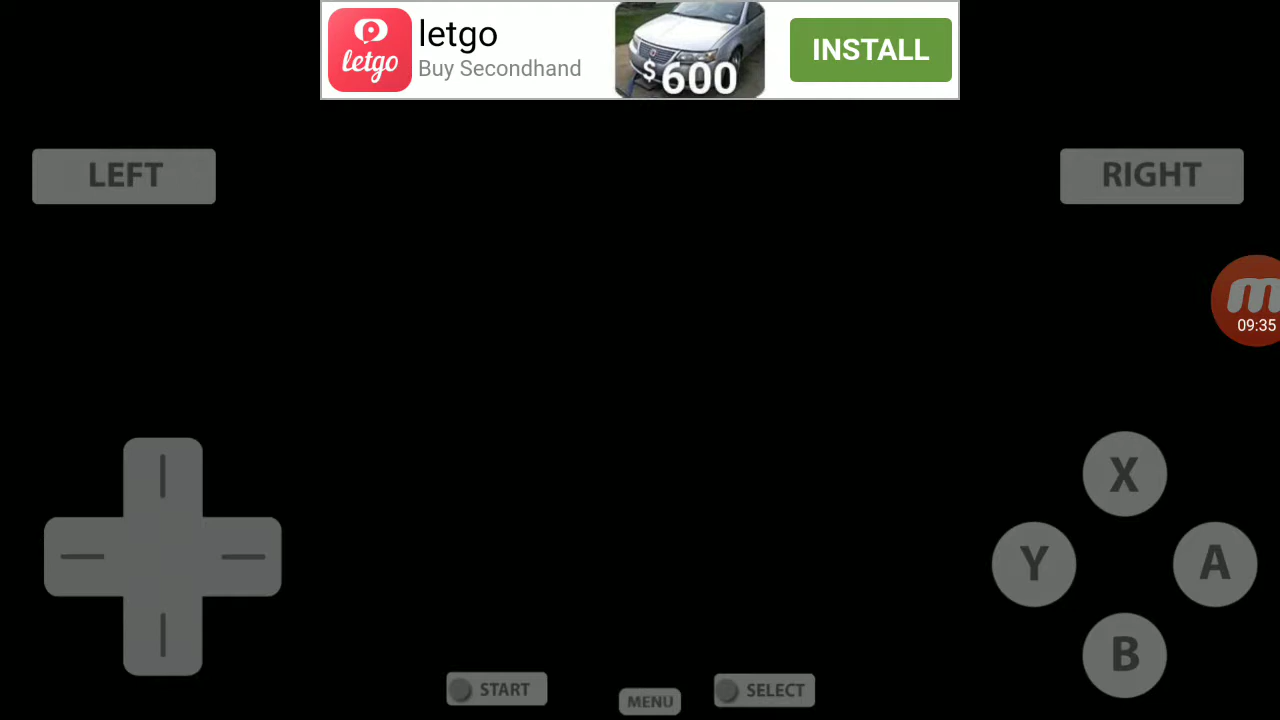 letgo
letgo
Buy Secondhand
$600
INSTALL
LEFT
RIGHT
09:35
X
Y
A
B
START
MENU
SELECT